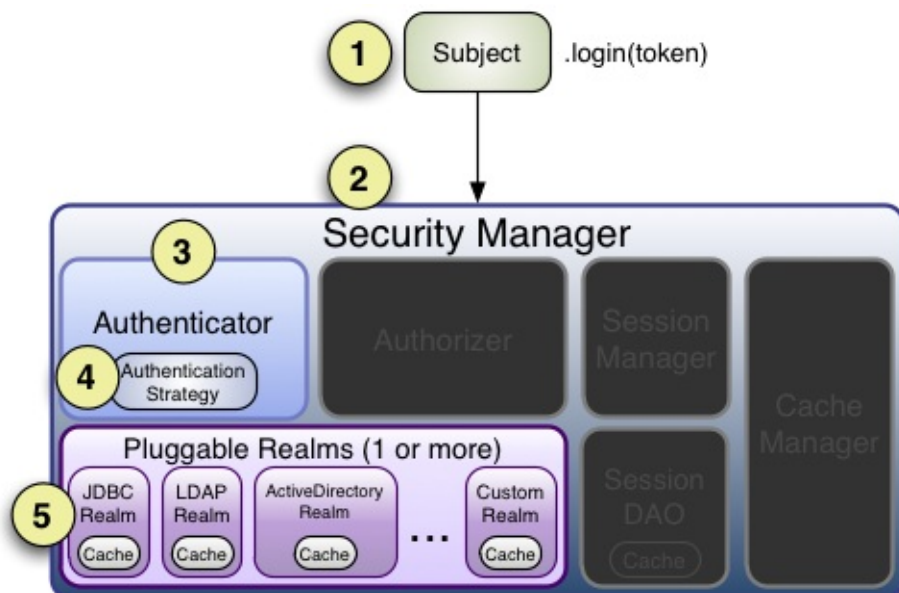 1
Subject
.login(token)
2
Security Manager
3
Authenticator
4
Authentication
Strategy
Authorizer
Session
Manager
Cache
Manager
Pluggable Realms (1 or more)
5
JDBC
Realm
Cache
LDAP
Realm
Cache
ActiveDirectory
Realm
Cache
...
Custom
Realm
Cache
Session
DAO
Cache